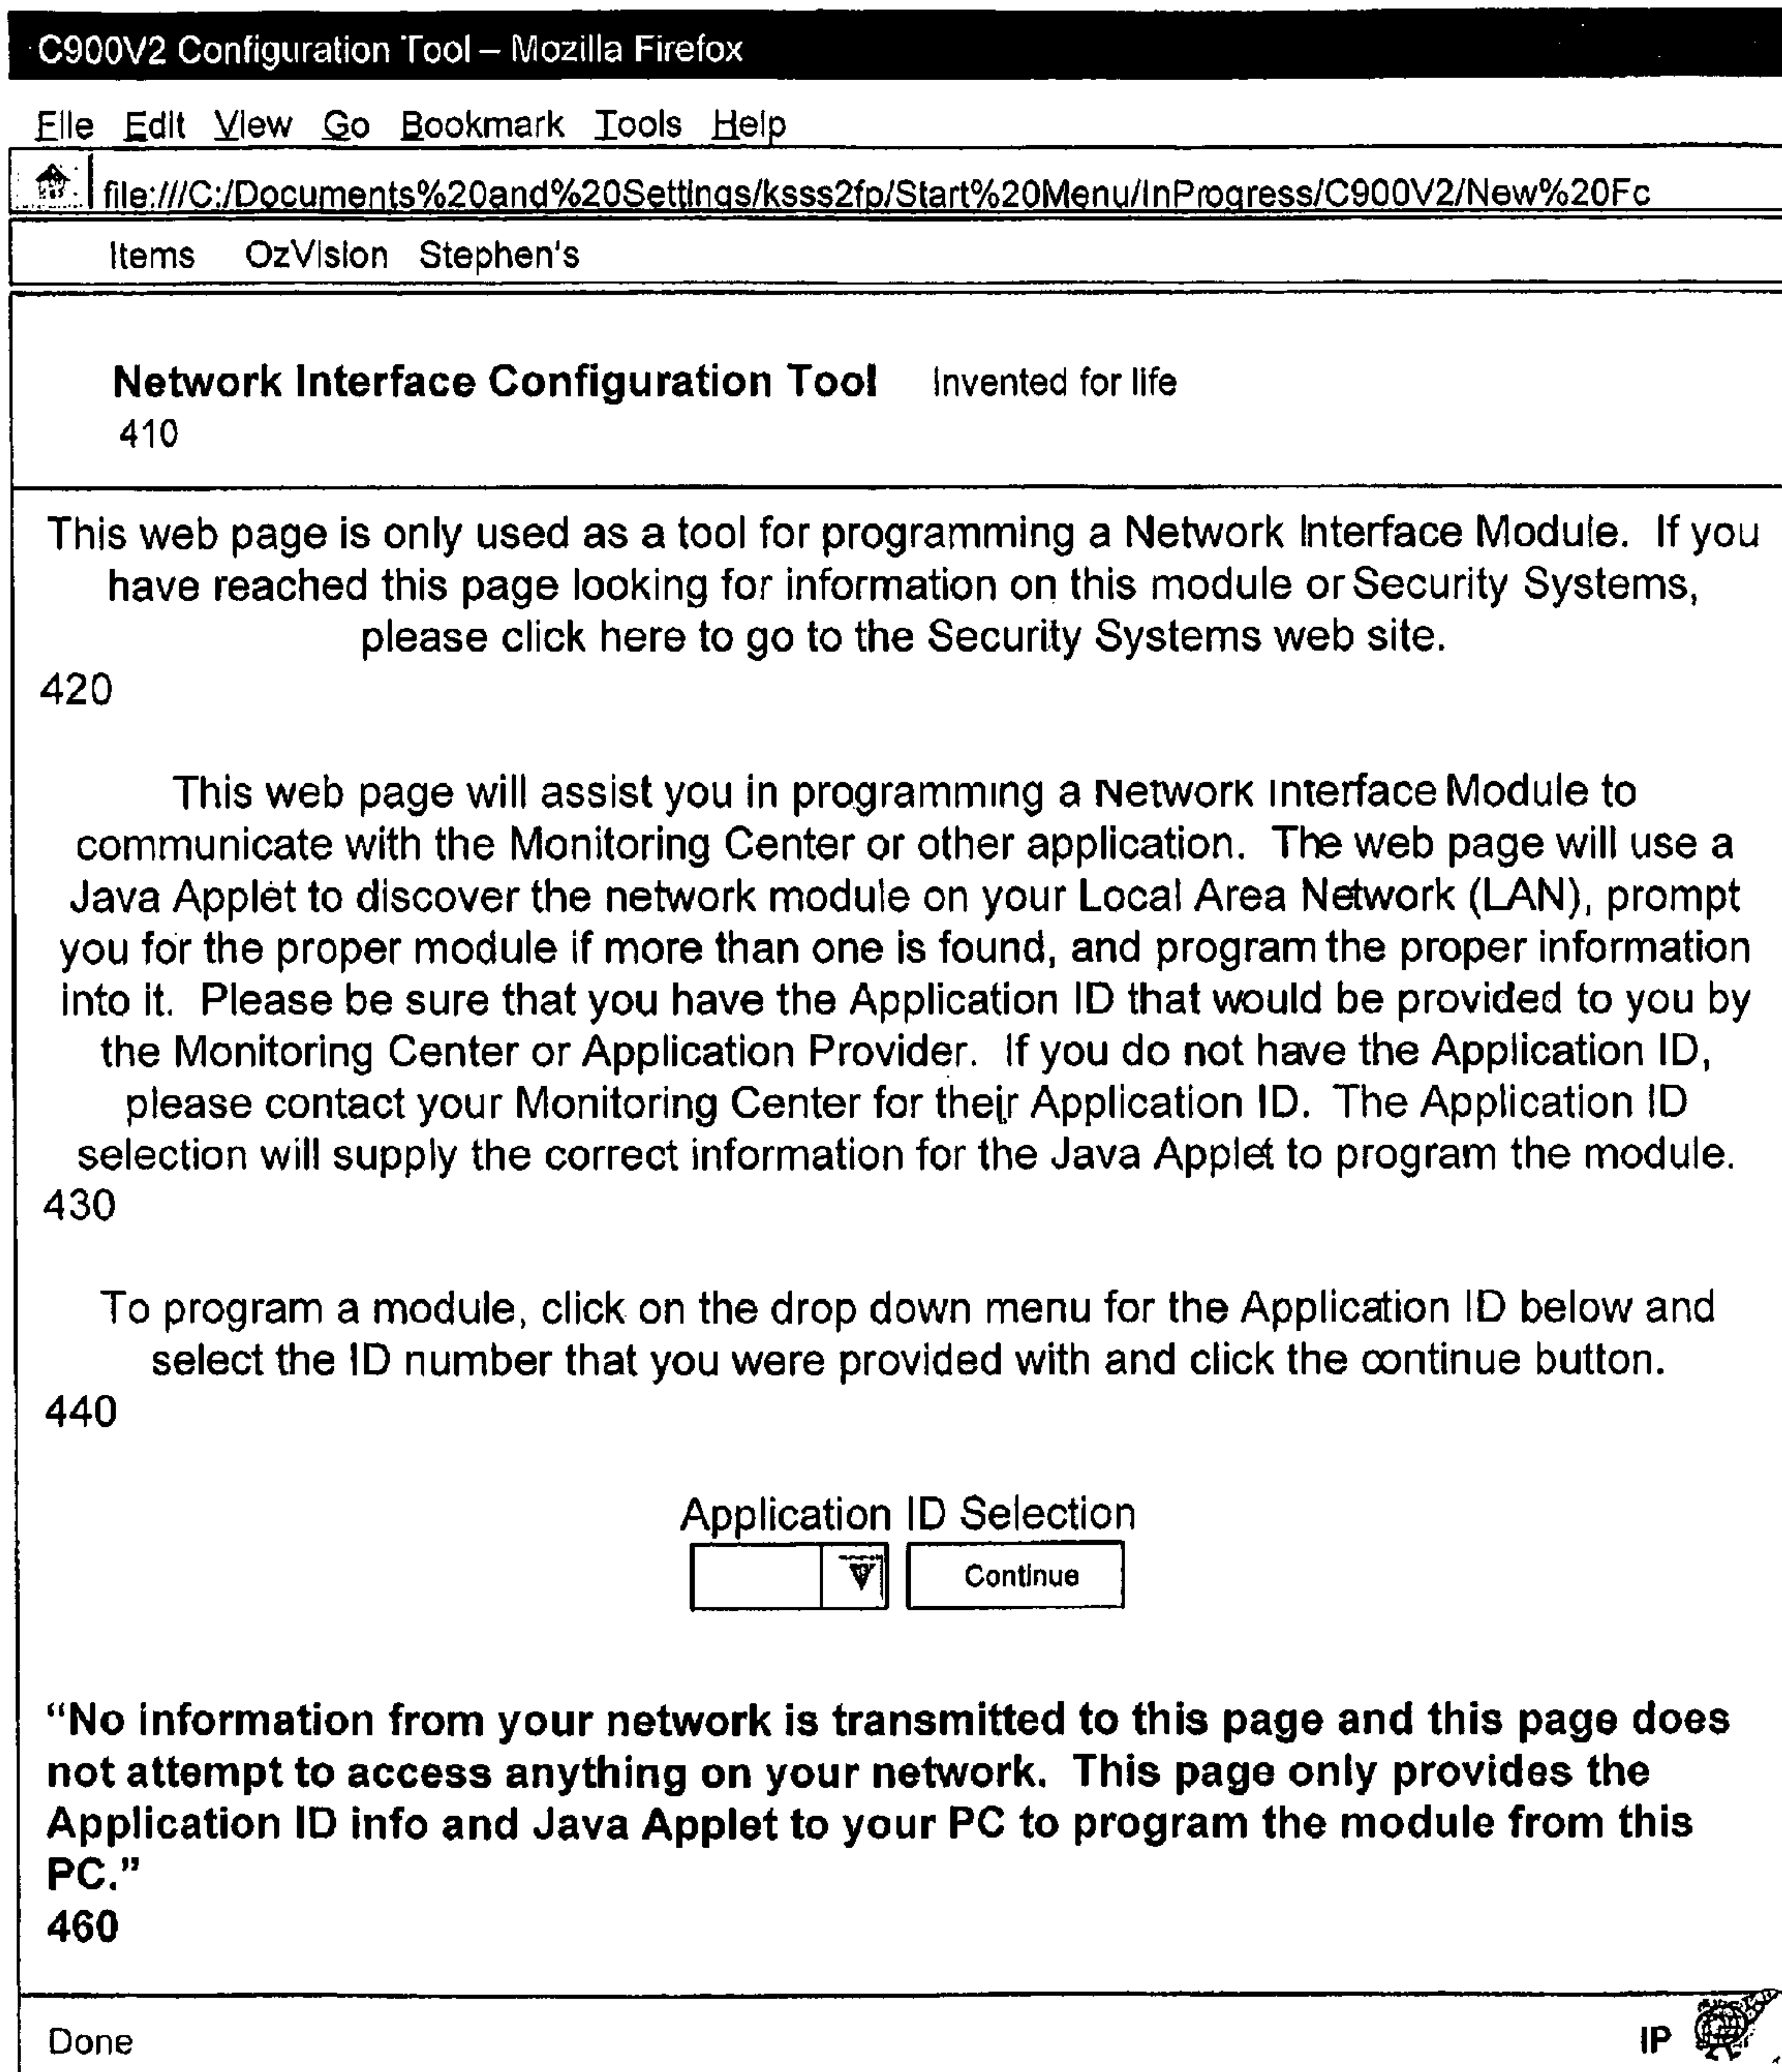 C900V2 Configuration Tool – Mozilla Firefox
File Edit View Go Bookmark Tools Help
file:///C:/Documents%20and%20Settings/ksss2fp/Start%20Menu/InProgress/C900V2/New%20Fc
Items OzVision Stephen's
Network Interface Configuration Tool Invented for life
410
This web page is only used as a tool for programming a Network Interface Module. If you
have reached this page looking for information on this module or Security Systems,
please click here to go to the Security Systems web site.
420
This web page will assist you in programming a Network Interface Module to
communicate with the Monitoring Center or other application. The web page will use a
Java Applet to discover the network module on your Local Area Network (LAN), prompt
you for the proper module if more than one is found, and program the proper information
into it. Please be sure that you have the Application ID that would be provided to you by
the Monitoring Center or Application Provider. If you do not have the Application ID,
please contact your Monitoring Center for their Application ID. The Application ID
selection will supply the correct information for the Java Applet to program the module.
430
To program a module, click on the drop down menu for the Application ID below and
select the ID number that you were provided with and click the continue button.
440
Application ID Selection
Continue
“No information from your network is transmitted to this page and this page does
not attempt to access anything on your network. This page only provides the
Application ID info and Java Applet to your PC to program the module from this
PC.”
460
Done IP